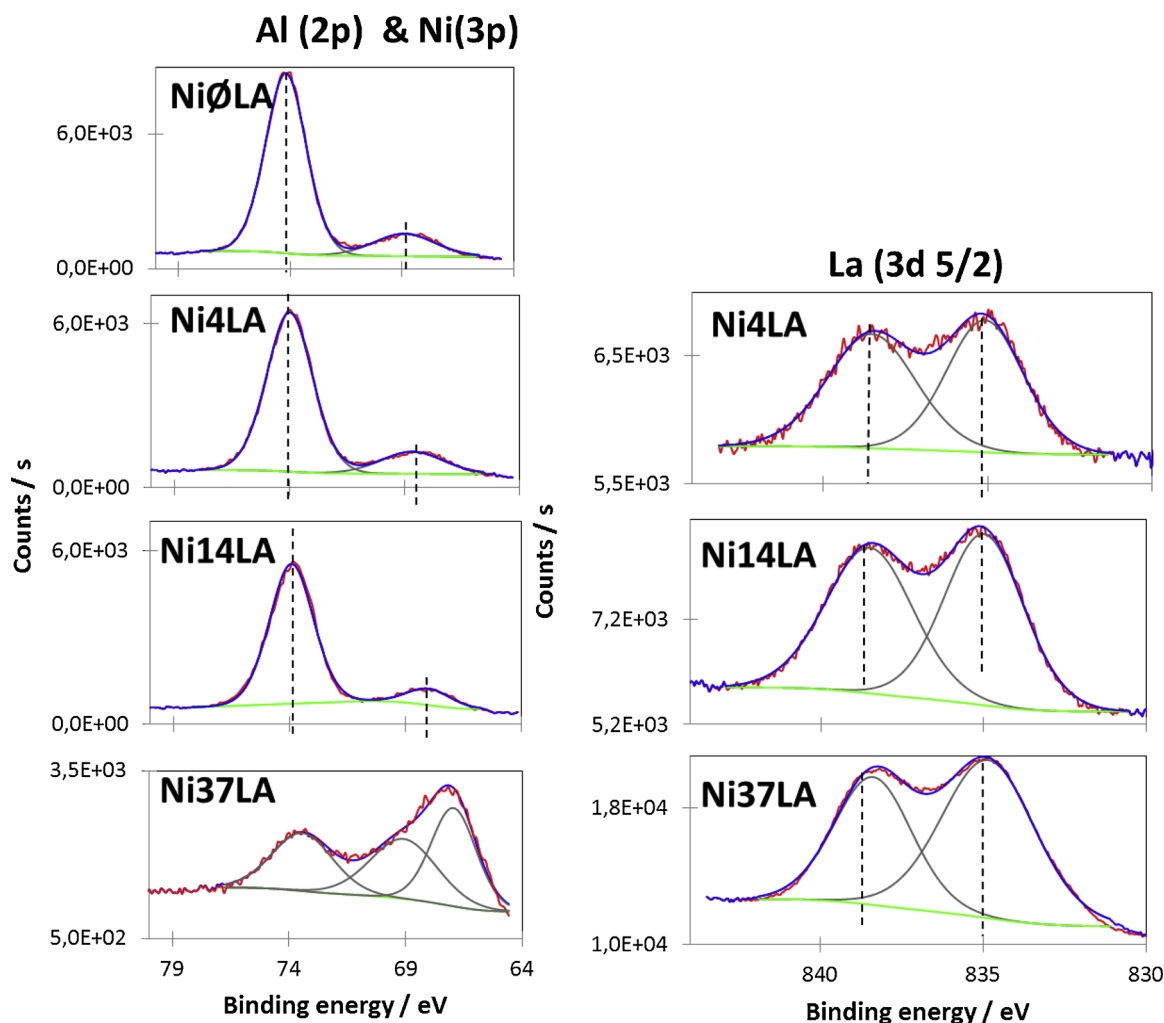 Al (2p) & Ni(3p)
NiØLA
6,0E+03
0,0E+00
Ni4LA
6,0E+03
0,0E+00
Ni14LA
6,0E+03
0,0E+00
Ni37LA
3,5E+03
5,0E+02
79
74
69
64
Binding energy / eV
Counts / s
La (3d 5/2)
Ni4LA
6,5E+03
5,5E+03
Ni14LA
7,2E+03
5,2E+03
Ni37LA
1,8E+04
1,0E+04
840
835
830
Binding energy / eV
Counts / s